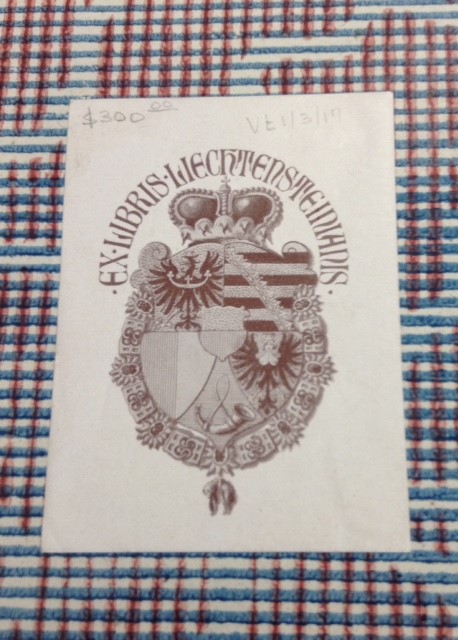 $300 00
Vt 1/3/17
·EX·LIBRIS·LIECHTENSTEINIANIS·